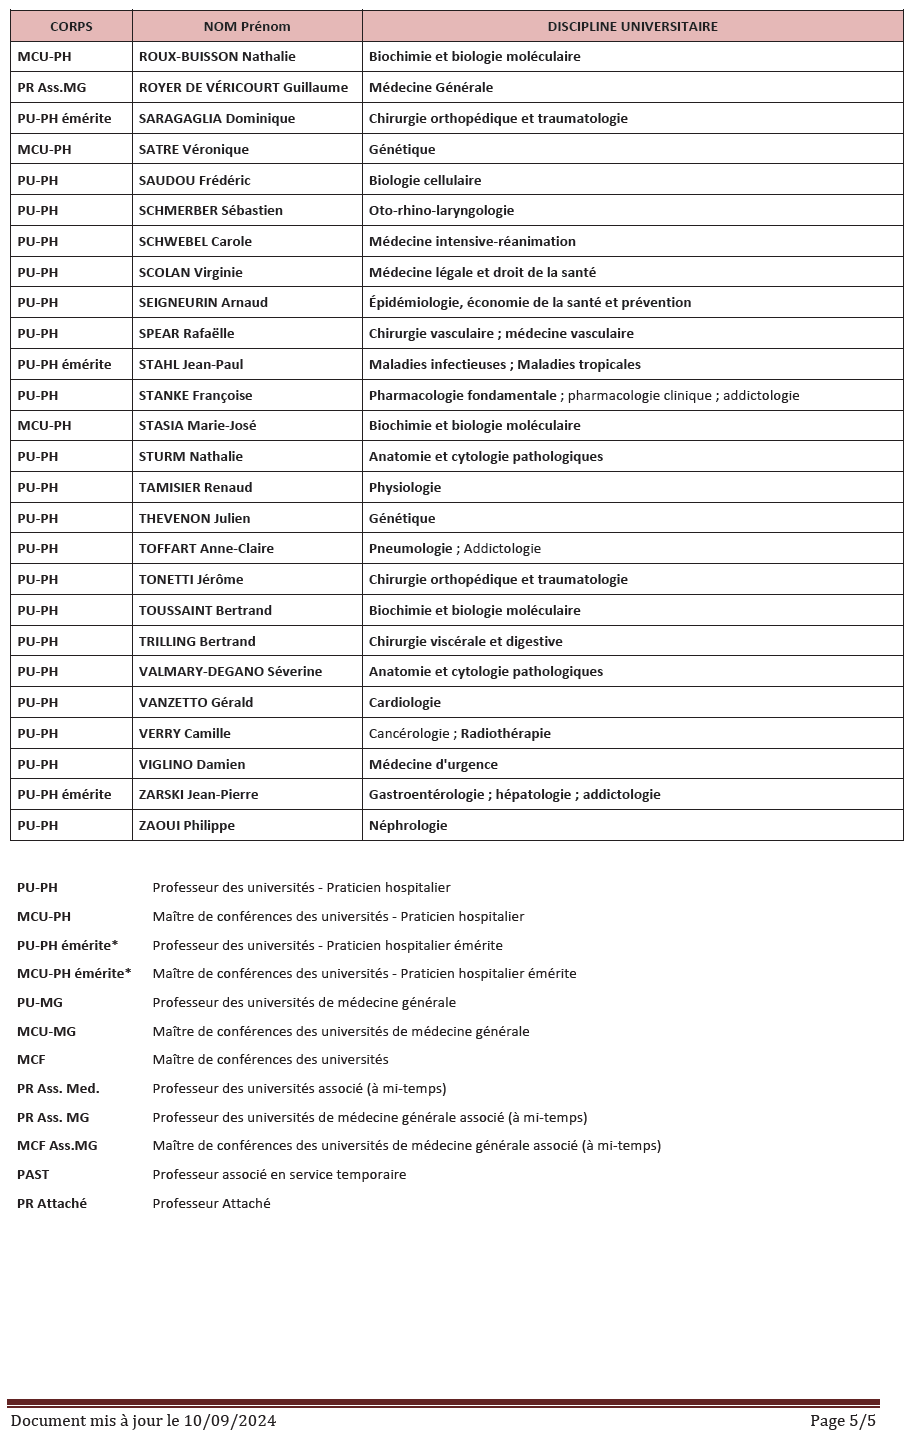 CORPS NOM Prénom DISCIPLINE UNIVERSITAIRE
MCU-PH ROUX-BUISSON Nathalie Biochimie et biologie moléculaire
PR Ass.MG ROYER DE VÉRICOURT Guillaume Médecine Générale
PU-PH émérite SARAGAGLIA Dominique Chirurgie orthopédique et traumatologie
MCU-PH SATRE Véronique Génétique
PU-PH SAUDOU Frédéric Biologie cellulaire
PU-PH SCHMERBER Sébastien Oto-rhino-laryngologie
PU-PH SCHWEBEL Carole Médecine intensive-réanimation
PU-PH SCOLAN Virginie Médecine légale et droit de la santé
PU-PH SEIGNEURIN Arnaud Épidémiologie, économie de la santé et prévention
PU-PH SPEAR Rafaëlle Chirurgie vasculaire ; médecine vasculaire
PU-PH émérite STAHL Jean-Paul Maladies infectieuses ; Maladies tropicales
PU-PH STANKE Françoise Pharmacologie fondamentale ; pharmacologie clinique ; addictologie
MCU-PH STASIA Marie-José Biochimie et biologie moléculaire
PU-PH STURM Nathalie Anatomie et cytologie pathologiques
PU-PH TAMISIER Renaud Physiologie
PU-PH THEVENON Julien Génétique
PU-PH TOFFART Anne-Claire Pneumologie ; Addictologie
PU-PH TONETTI Jérôme Chirurgie orthopédique et traumatologie
PU-PH TOUSSAINT Bertrand Biochimie et biologie moléculaire
PU-PH TRILLING Bertrand Chirurgie viscérale et digestive
PU-PH VALMARY-DEGANO Séverine Anatomie et cytologie pathologiques
PU-PH VANZETTO Gérald Cardiologie
PU-PH VERRY Camille Cancérologie ; Radiothérapie
PU-PH VIGLINO Damien Médecine d'urgence
PU-PH émérite ZARSKI Jean-Pierre Gastroentérologie ; hépatologie ; addictologie
PU-PH ZAOUI Philippe Néphrologie
PU-PH Professeur des universités - Praticien hospitalier
MCU-PH Maître de conférences des universités - Praticien hospitalier
PU-PH émérite* Professeur des universités - Praticien hospitalier émérite
MCU-PH émérite* Maître de conférences des universités - Praticien hospitalier émérite
PU-MG Professeur des universités de médecine générale
MCU-MG Maître de conférences des universités de médecine générale
MCF Maître de conférences des universités
PR Ass. Med. Professeur des universités associé (à mi-temps)
PR Ass. MG Professeur des universités de médecine générale associé (à mi-temps)
MCF Ass.MG Maître de conférences des universités de médecine générale associé (à mi-temps)
PAST Professeur associé en service temporaire
PR Attaché Professeur Attaché
Document mis à jour le 10/09/2024 Page 5/5